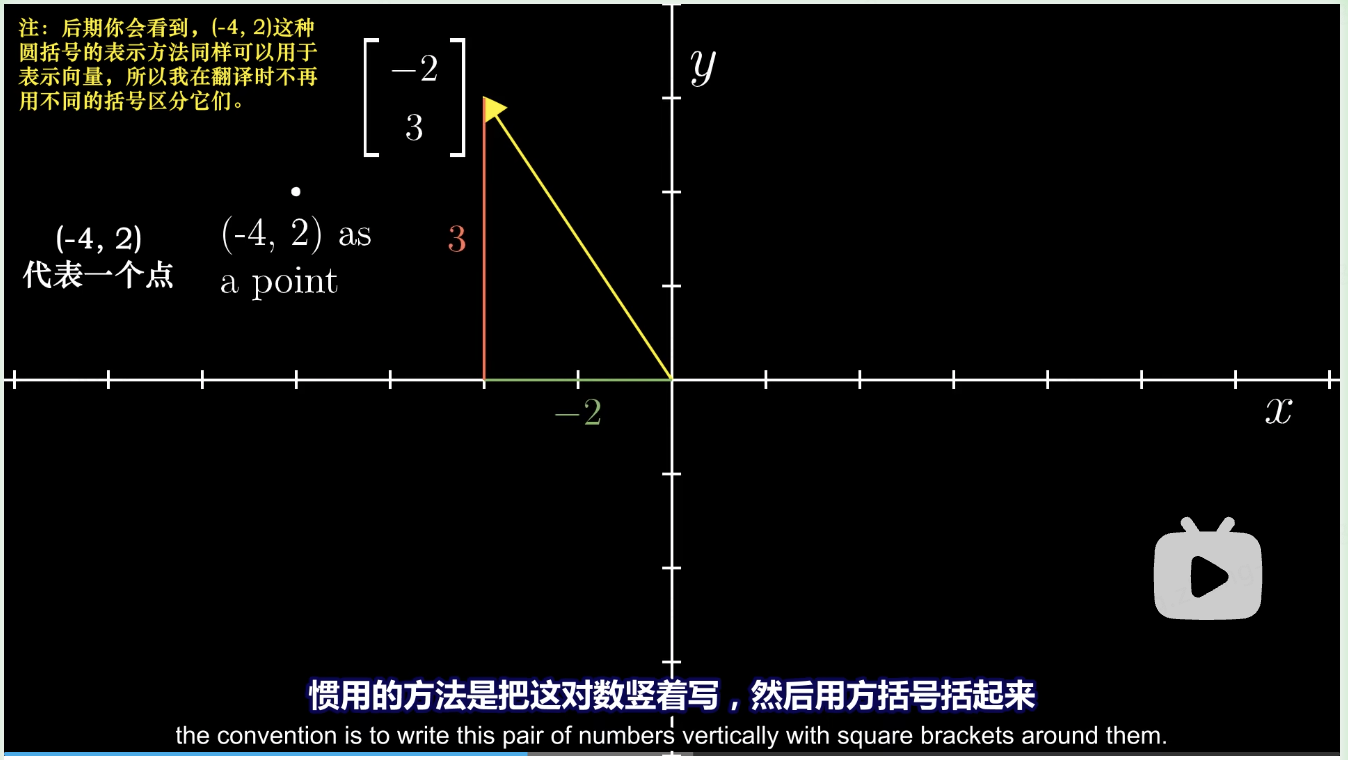 注：后期你会看到，(-4, 2)这种
圆括号的表示方法同样可以用于
表示向量，所以我在翻译时不再
用不同的括号区分它们。
−2
3
y
(-4, 2)
代表一个点
(-4, 2) as
a point
3
−2
x
惯用的方法是把这对数竖着写，然后用方括号括起来
the convention is to write this pair of numbers vertically with square brackets around them.